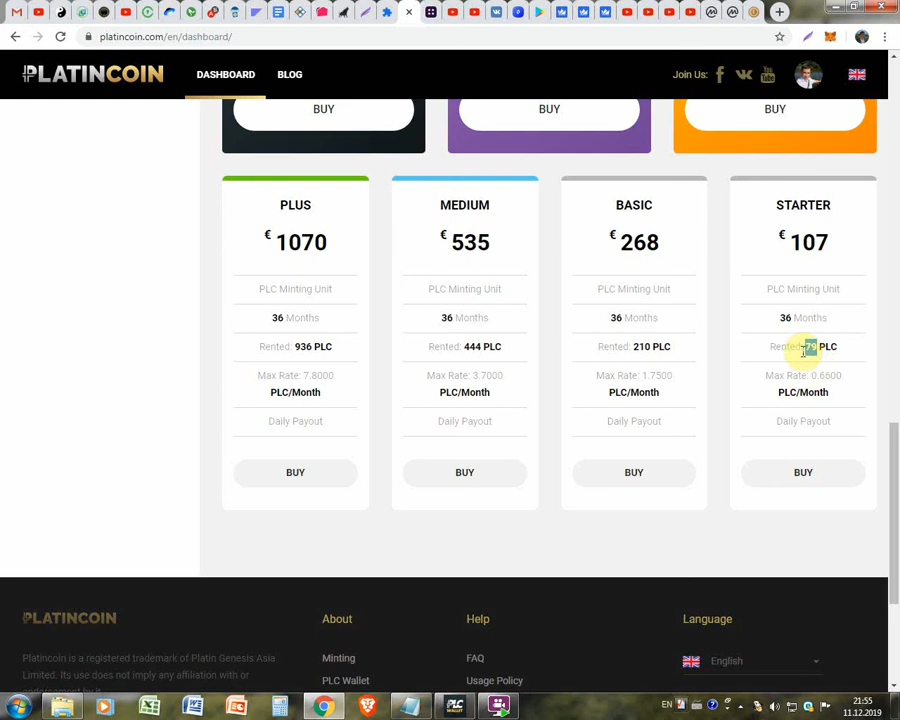 platincoin.com/en/dashboard/
PLATINCOIN
DASHBOARD
BLOG
Join Us:
BUY
BUY
BUY
PLUS
€ 1070
PLC Minting Unit
36 Months
Rented: 936 PLC
Max Rate: 7.8000
PLC/Month
Daily Payout
BUY
MEDIUM
€ 535
PLC Minting Unit
36 Months
Rented: 444 PLC
Max Rate: 3.7000
PLC/Month
Daily Payout
BUY
BASIC
€ 268
PLC Minting Unit
36 Months
Rented: 210 PLC
Max Rate: 1.7500
PLC/Month
Daily Payout
BUY
STARTER
€ 107
PLC Minting Unit
36 Months
Rented: 79 PLC
Max Rate: 0.6600
PLC/Month
Daily Payout
BUY
PLATINCOIN
Platincoin is a registered trademark of Platin Genesis Asia
Limited. Its use does not imply any affiliation with or
About
Minting
PLC Wallet
Help
FAQ
Usage Policy
Language
English
EN
21:55
11.12.2019